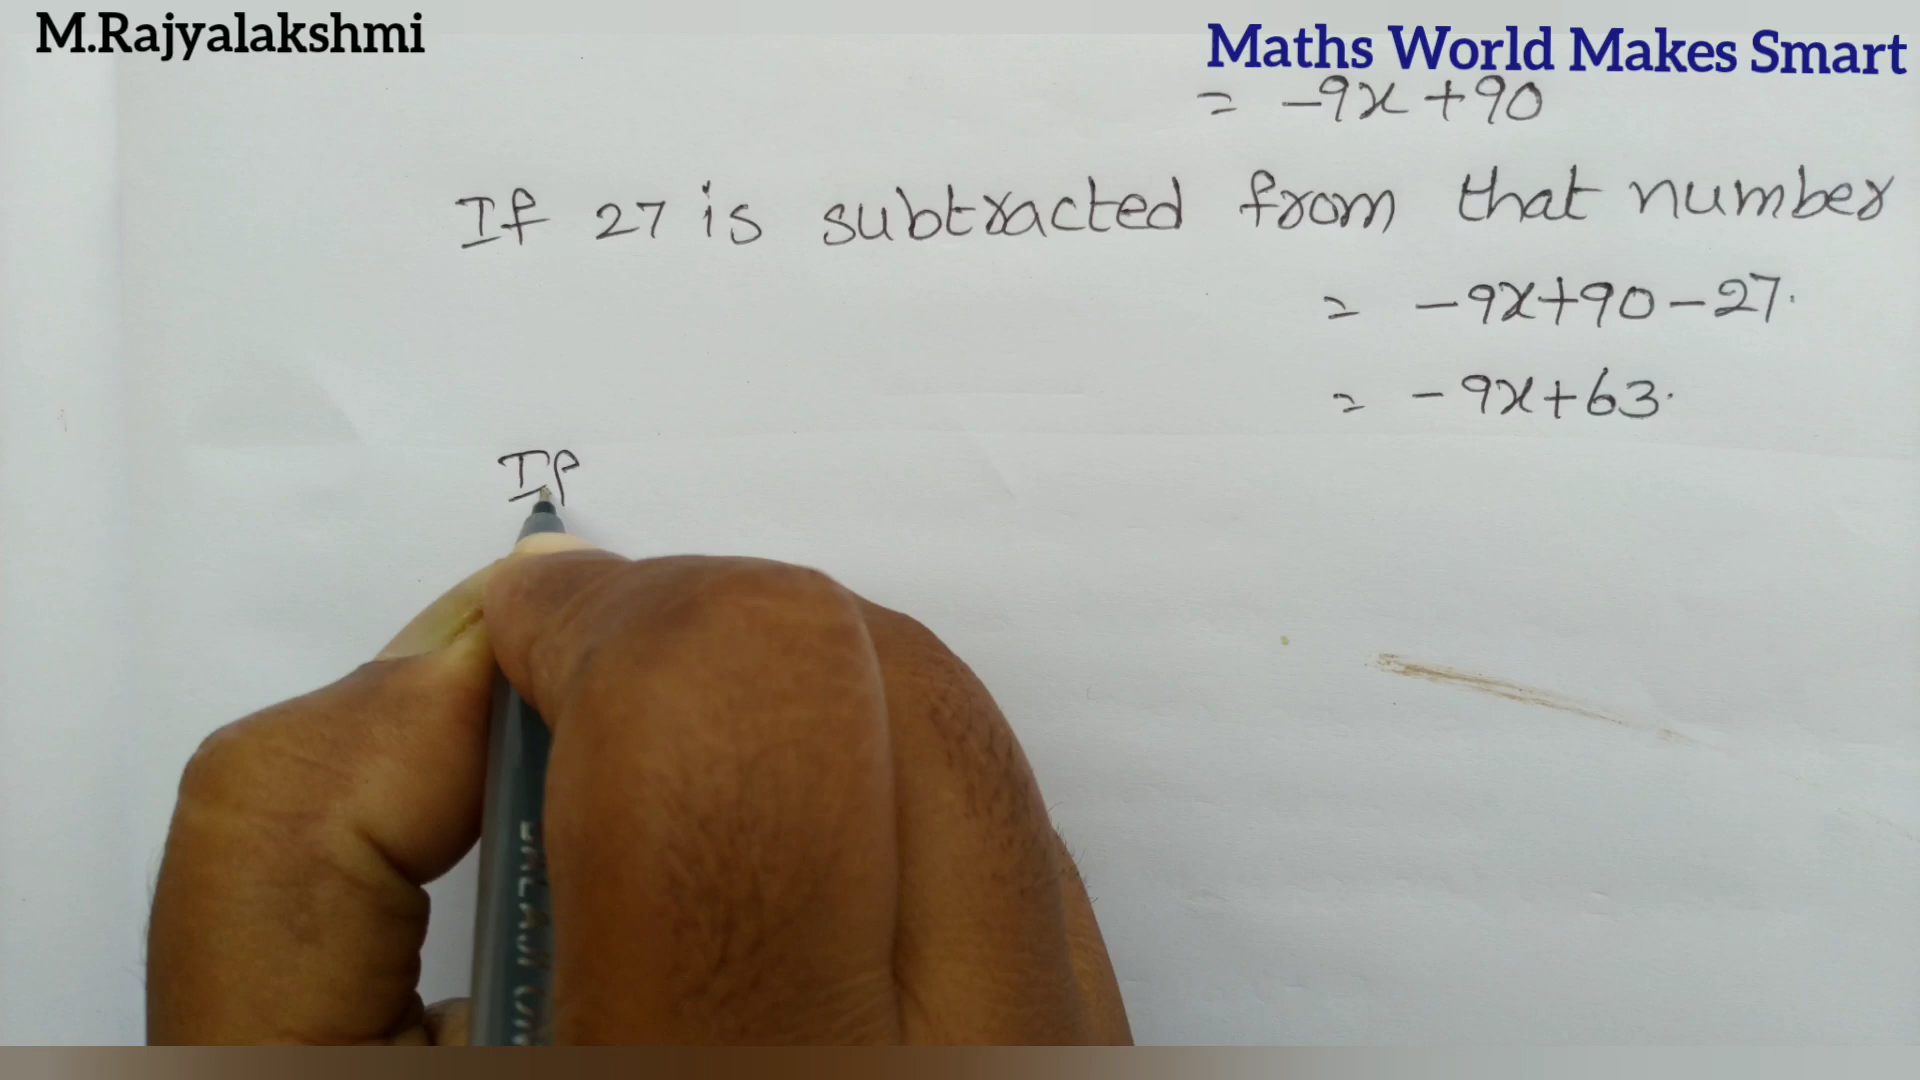 M.Rajyalakshmi
Maths World Makes Smart
= -9x+90
If 27 is subtracted from that number
= -9x+90-27.
= -9x+63.
If